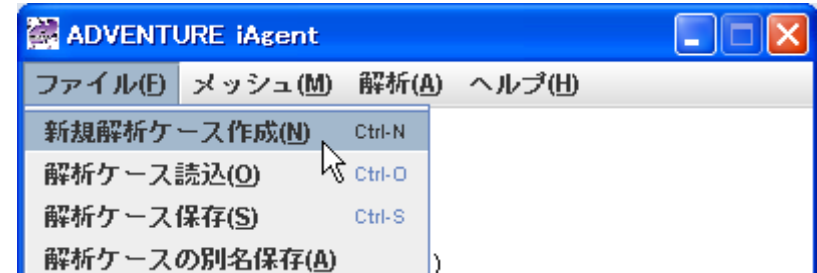 ADVENTURE iAgent
ファイル(F) メッシュ(M) 解析(A) ヘルプ(H)
新規解析ケース作成(N) Ctrl-N
解析ケース読込(O) Ctrl-O
解析ケース保存(S) Ctrl-S
解析ケースの別名保存(A)
)